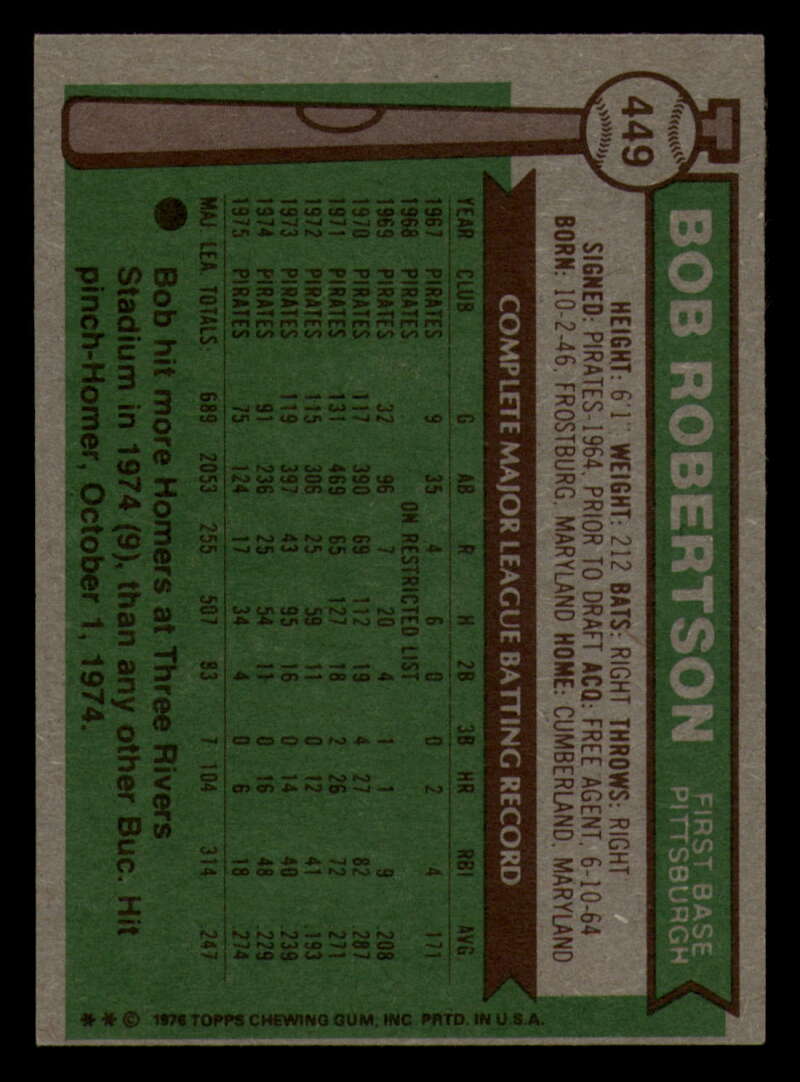 449
BOB ROBERTSON
FIRST BASE
PITTSBURGH
HEIGHT: 6'1" WEIGHT: 212 BATS: RIGHT THROWS: RIGHT
SIGNED: PIRATES-1964, PRIOR TO DRAFT ACQ: FREE AGENT, 6-10-64
BORN: 10-2-46, FROSTBURG, MARYLAND HOME: CUMBERLAND, MARYLAND
COMPLETE MAJOR LEAGUE BATTING RECORD
YEAR CLUB G AB R H 2B 3B HR RBI AVG
1967 PIRATES 9 35 4 6 0 0 2 4 .171
1968 PIRATES ON RESTRICTED LIST
1969 PIRATES 32 96 7 20 4 1 1 9 .208
1970 PIRATES 117 390 69 112 19 4 27 82 .287
1971 PIRATES 131 469 65 127 18 2 26 72 .271
1972 PIRATES 115 306 25 59 11 0 12 41 .193
1973 PIRATES 119 397 43 95 16 0 14 40 .239
1974 PIRATES 91 236 25 54 11 0 16 48 .229
1975 PIRATES 75 124 17 34 4 0 6 18 .274
MAJ. LEA. TOTALS: 689 2053 255 507 83 7 104 314 .247
Bob hit more Homers at Three Rivers
Stadium in 1974 (9), than any other Buc. Hit
pinch-Homer, October 1, 1974.
* * © 1976 TOPPS CHEWING GUM, INC. PRTD. IN U.S.A.